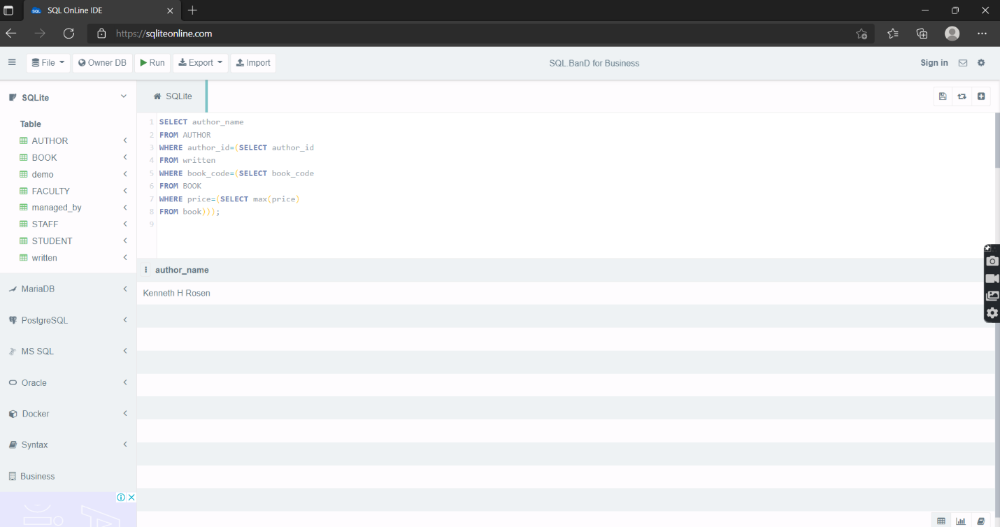 SQL OnLine IDE
https://sqliteonline.com
File
Owner DB
Run
Export
Import
SQL.BanD for Business
Sign in
SQLite
SQLite
Table
AUTHOR
BOOK
demo
FACULTY
managed_by
STAFF
STUDENT
written
MariaDB
PostgreSQL
MS SQL
Oracle
Docker
Syntax
Business
1 SELECT author_name
2 FROM AUTHOR
3 WHERE author_id=(SELECT author_id
4 FROM written
5 WHERE book_code=(SELECT book_code
6 FROM BOOK
7 WHERE price=(SELECT max(price)
8 FROM book)));
9
author_name
Kenneth H Rosen